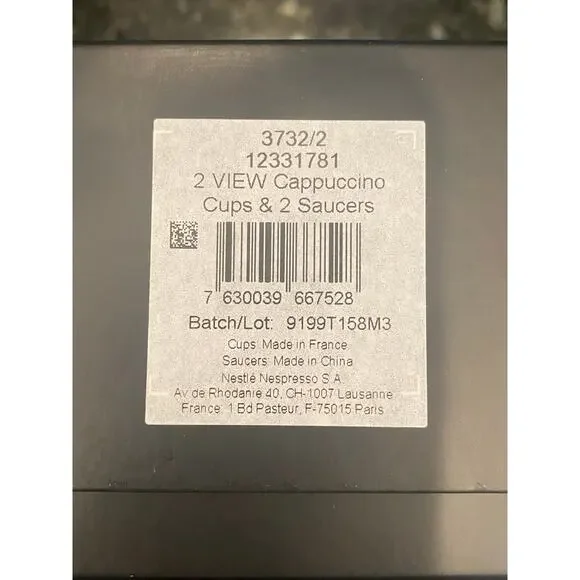 3732/2
12331781
2 VIEW Cappuccino
Cups & 2 Saucers
7 630039 667528
Batch/Lot: 9199T158M3
Cups: Made in France
Saucers: Made in China
Nestlé Nespresso S.A.
Av de Rhodanie 40, CH-1007 Lausanne
France: 1 Bd Pasteur, F-75015 Paris